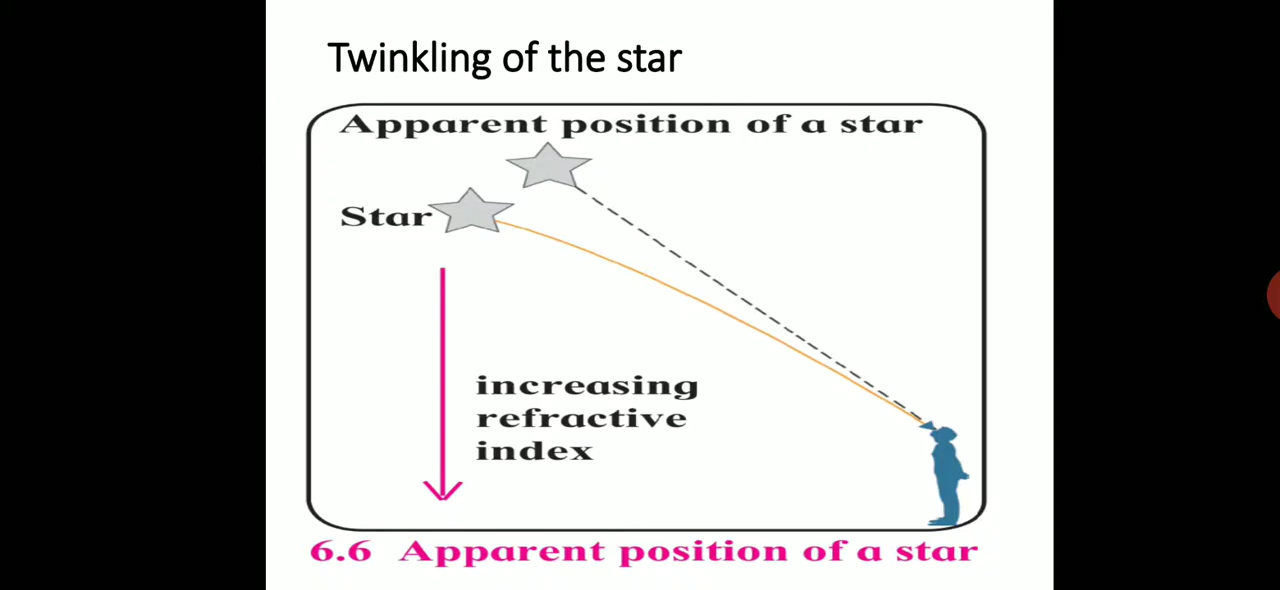 Twinkling of the star
Apparent position of a star
Star
increasing
refractive
index
6.6 Apparent position of a star